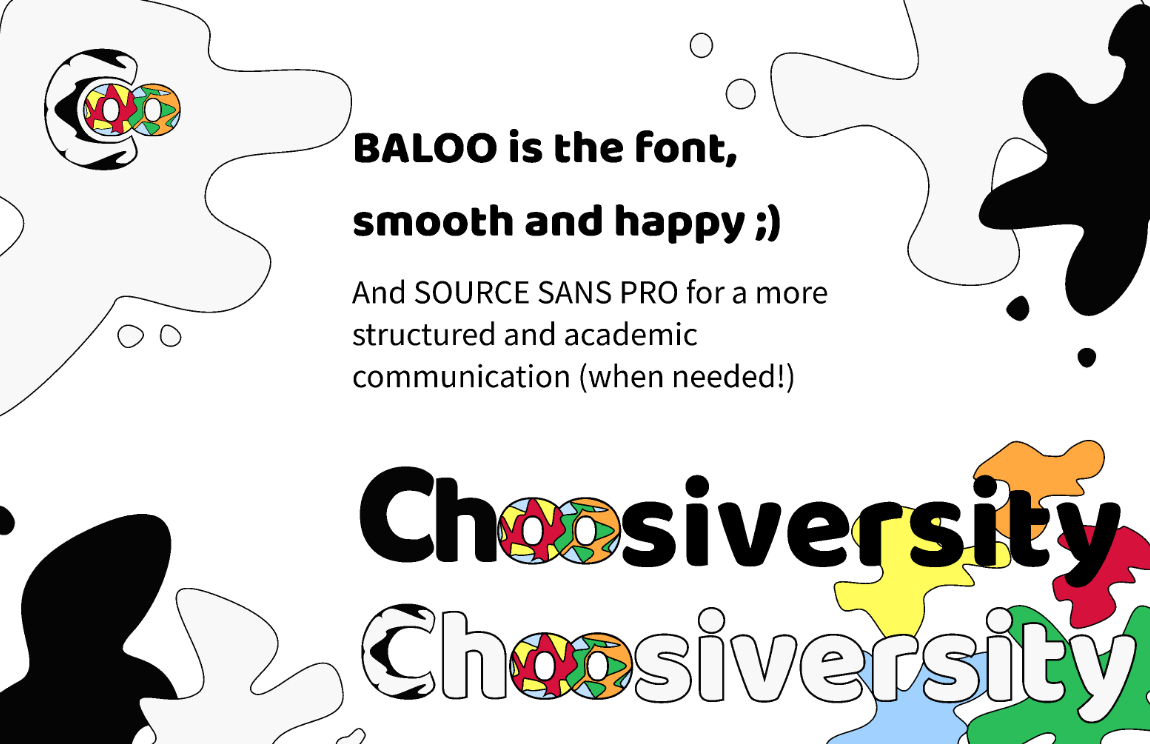 BALOO is the font,
smooth and happy ;)
And SOURCE SANS PRO for a more
structured and academic
communication (when needed!)
Choosiversity
Choosiversity